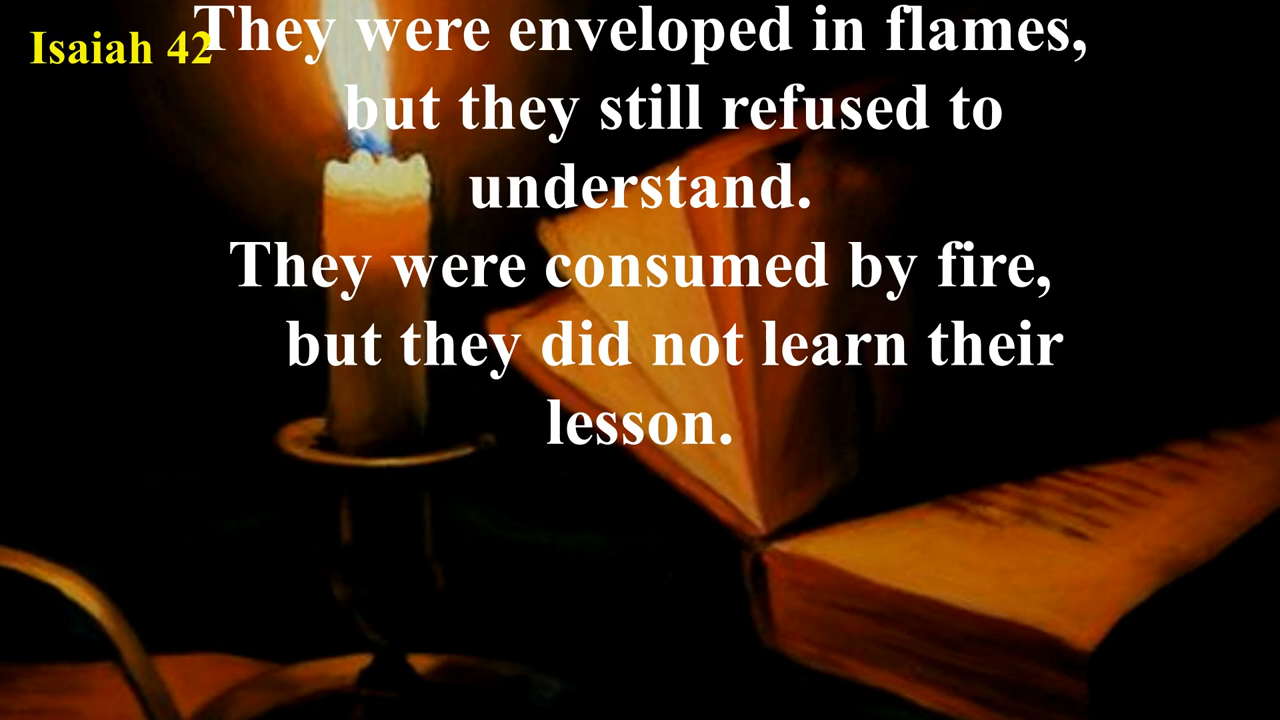 Isaiah 42
They were enveloped in flames,
but they still refused to
understand.
They were consumed by fire,
but they did not learn their
lesson.